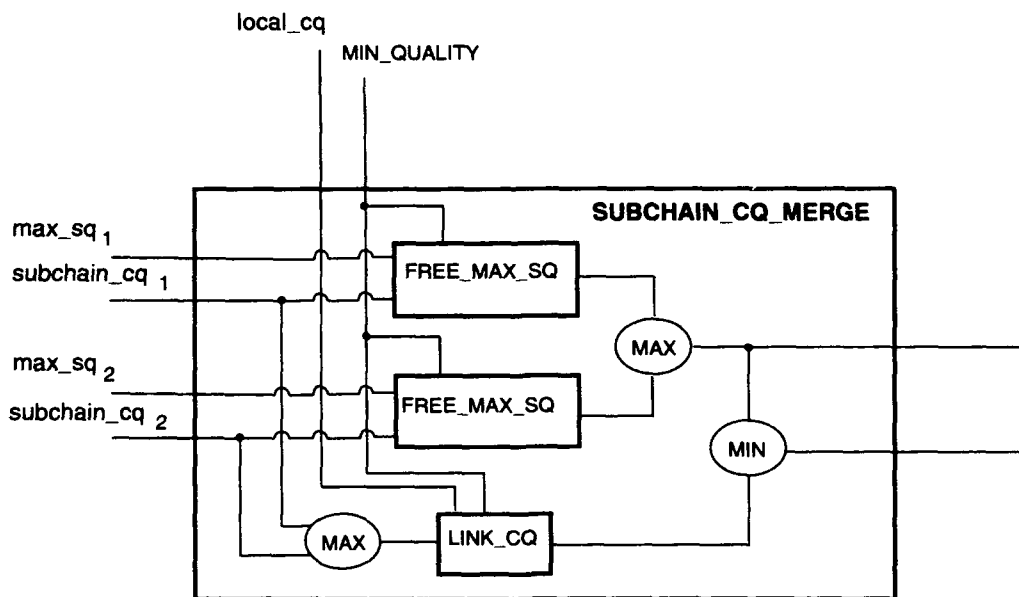 local_cq
MIN_QUALITY
SUBCHAIN_CQ_MERGE
max_sq 1
subchain_cq 1
FREE_MAX_SQ
MAX
max_sq 2
subchain_cq 2
FREE_MAX_SQ
MIN
MAX
LINK_CQ